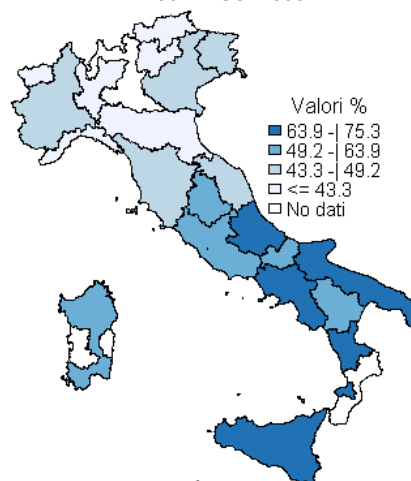 Valori %
63.9 -| 75.3
49.2 -| 63.9
43.3 -| 49.2
<= 43.3
No dati